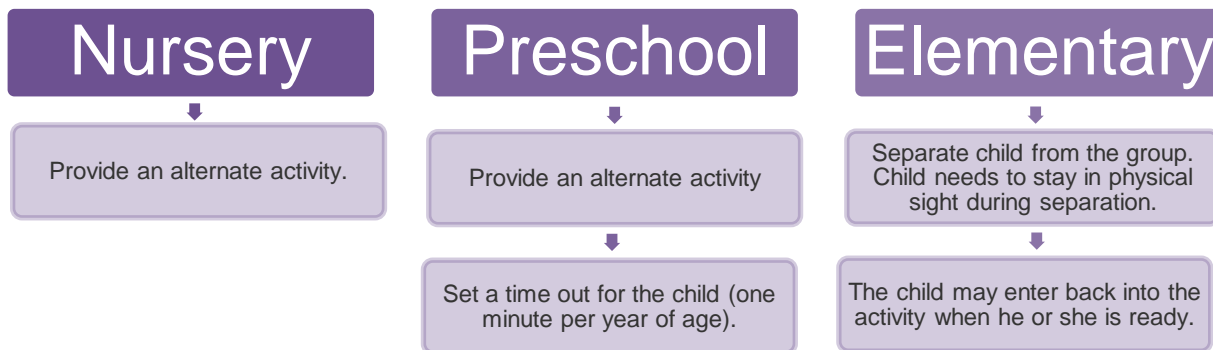 Nursery
Provide an alternate activity.
Preschool
Provide an alternate activity
Set a time out for the child (one
minute per year of age).
Elementary
Separate child from the group.
Child needs to stay in physical
sight during separation.
The child may enter back into the
activity when he or she is ready.